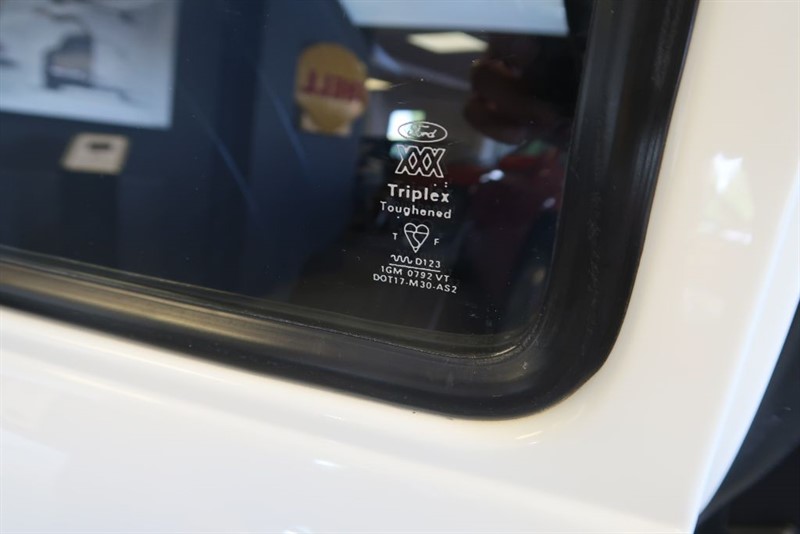 Ford
XXX
Triplex
Toughened
T F
D123
1GM 0792 VT
DOT17-M30-AS2